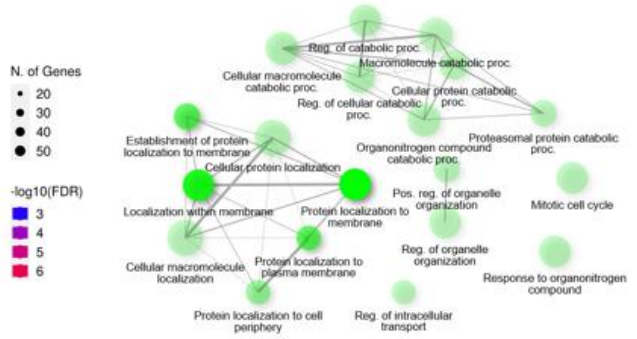 N. of Genes
20
30
40
50
-log10(FDR)
3
4
5
6
Reg. of catabolic proc.
Macromolecule catabolic proc.
Cellular macromolecule
catabolic proc.
Cellular protein catabolic
proc.
Reg. of cellular catabolic
proc.
Proteasomal protein catabolic
proc.
Organonitrogen compound
catabolic proc.
Establishment of protein
localization to membrane
Cellular protein localization
Pos. reg. of organelle
organization
Mitotic cell cycle
Localization within membrane
Protein localization to
membrane
Reg. of organelle
organization
Cellular macromolecule
localization
Protein localization to
plasma membrane
Response to organonitrogen
compound
Protein localization to cell
periphery
Reg. of intracellular
transport